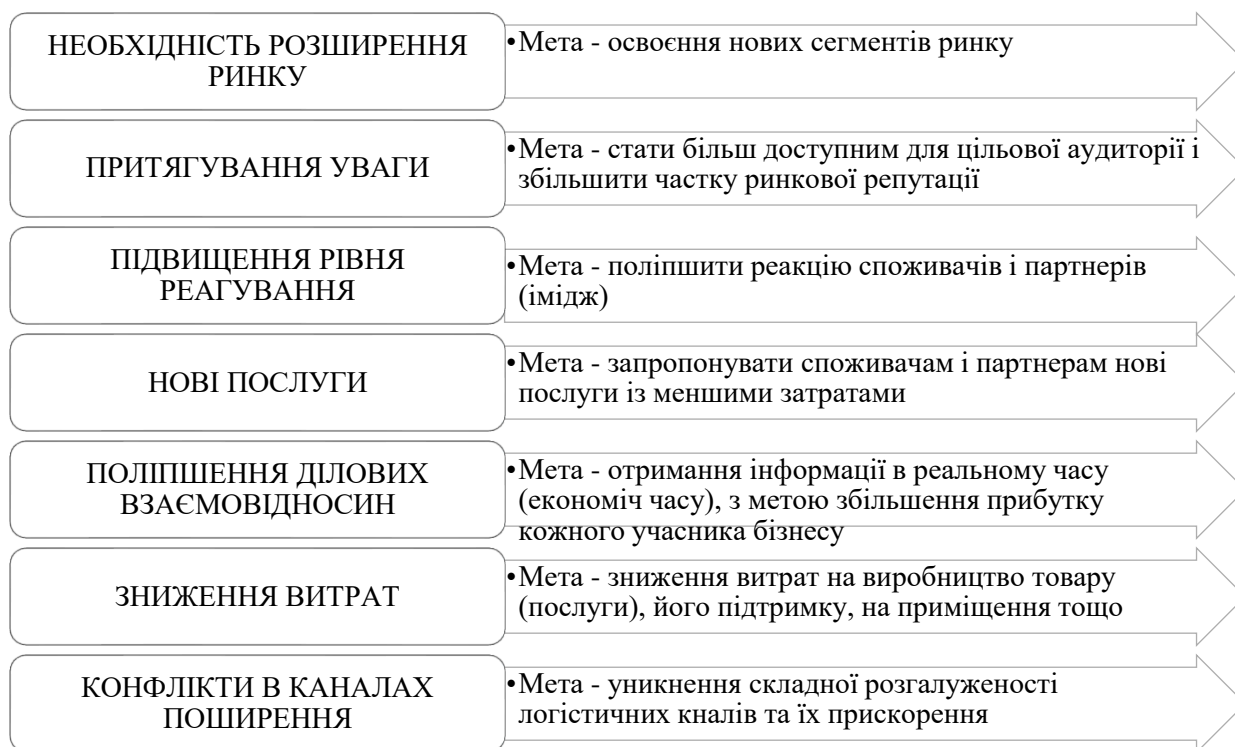 НЕОБХІДНІСТЬ РОЗШИРЕННЯ
РИНКУ
•Мета - освоєння нових сегментів ринку
ПРИТЯГУВАННЯ УВАГИ
•Мета - стати більш доступним для цільової аудиторії і
збільшити частку ринкової репутації
ПІДВИЩЕННЯ РІВНЯ
РЕАГУВАННЯ
•Мета - поліпшити реакцію споживачів і партнерів
(імідж)
НОВІ ПОСЛУГИ
•Мета - запропонувати споживачам і партнерам нові
послуги із меншими затратами
ПОЛІПШЕННЯ ДІЛОВИХ
ВЗАЄМОВІДНОСИН
•Мета - отримання інформації в реальному часу
(економіч часу), з метою збільшення прибутку
кожного учасника бізнесу
ЗНИЖЕННЯ ВИТРАТ
•Мета - зниження витрат на виробництво товару
(послуги), його підтримку, на приміщення тощо
КОНФЛІКТИ В КАНАЛАХ
ПОШИРЕННЯ
•Мета - уникнення складної розгалуженості
логістичних кналів та їх прискорення